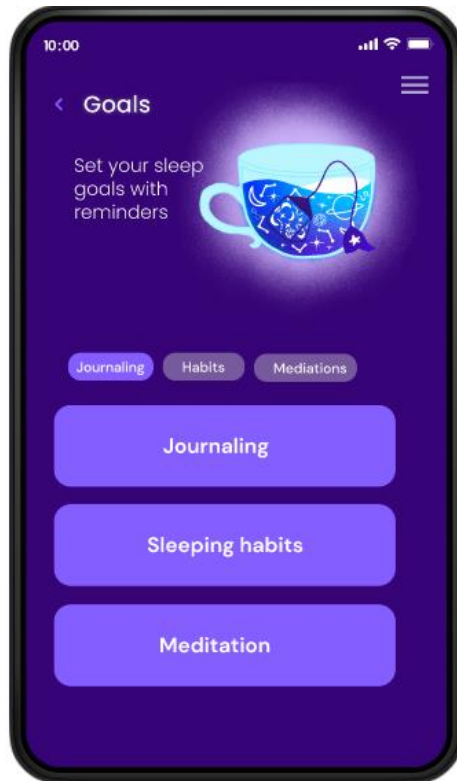 10:00
Goals
Set your sleep
goals with
reminders
Journaling Habits Mediations
Journaling
Sleeping habits
Meditation